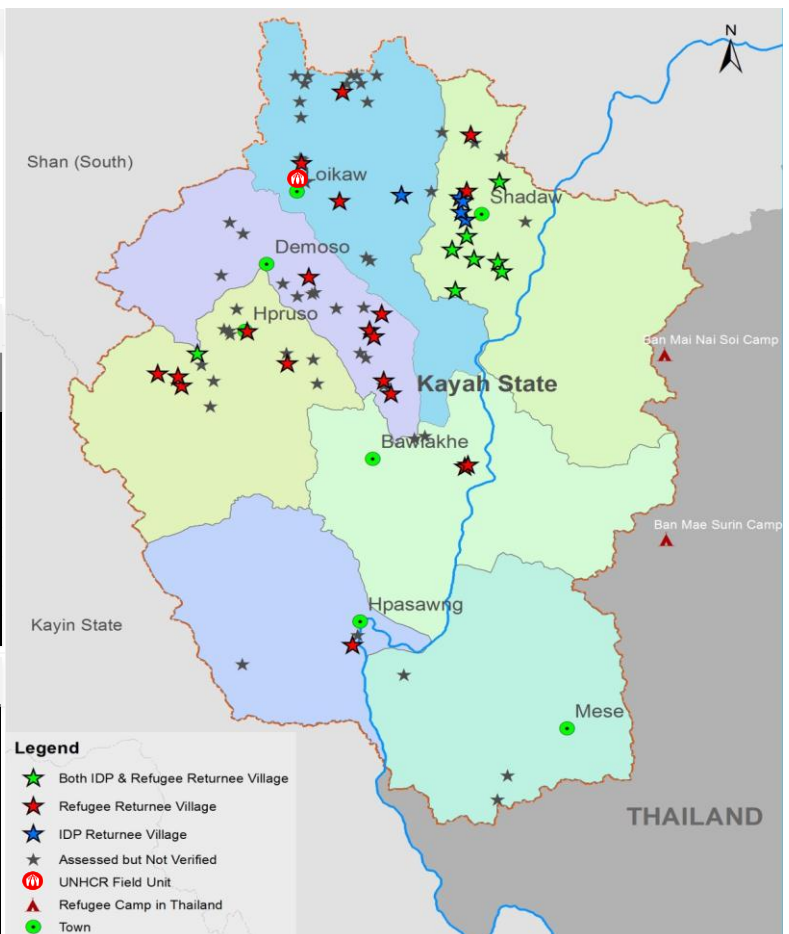 N
Shan (South)
Loikaw
Shadaw
Demoso
Hpruso
Ban Mai Nai Soi Camp
Kayah State
Bawlakhe
Ban Mae Surin Camp
Hpasawng
Kayin State
Mese
THAILAND
Legend
Both IDP & Refugee Returnee Village
Refugee Returnee Village
IDP Returnee Village
Assessed but Not Verified
UNHCR Field Unit
Refugee Camp in Thailand
Town